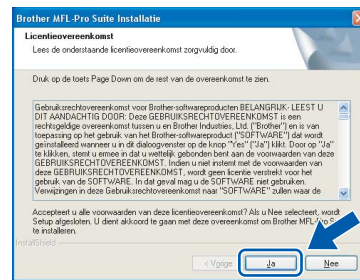 Brother MFL-Pro Suite Installatie
Licentieovereenkomst
Lees de onderstaande licentieovereenkomst zorgvuldig door.
Druk op de toets Page Down om de rest van de overeenkomst te zien.
Gebruiksrechtovereenkomst voor Brother-softwareproducten BELANGRIJK- LEEST U
DIT AANDACHTIG DOOR: Deze GEBRUIKSRECHTOVEREENKOMST is een
rechtsgeldige overeenkomst tussen u en Brother Industries, Ltd. ("Brother") en is van
toepassing op het gebruik van het Brother-softwareproduct ("SOFTWARE") dat wordt
geïnstalleerd wanneer u in dit dialoogvenster op de knop "Yes" ("Ja") klikt. Door op "Ja"
te klikken, stemt u ermee in dat u wettelijk gebonden bent aan de voorwaarden van deze
GEBRUIKSRECHTOVEREENKOMST. Indien u niet instemt met de voorwaarden van
deze GEBRUIKSRECHTOVEREENKOMST, wordt geen licentie verstrekt voor het
gebruik van de SOFTWARE. In dat geval mag u de SOFTWARE niet gebruiken.
Verwijzingen in deze Gebruiksrechtovereenkomst naar "SOFTWARE" zullen waar de
Accepteert u alle voorwaarden van deze licentieovereenkomst? Als u Nee selecteert, wordt
Setup afgesloten. U dient akkoord te gaan met deze overeenkomst om Brother MFL-Pro S
te installeren.
InstallShield
< Vorige
Ja
Nee